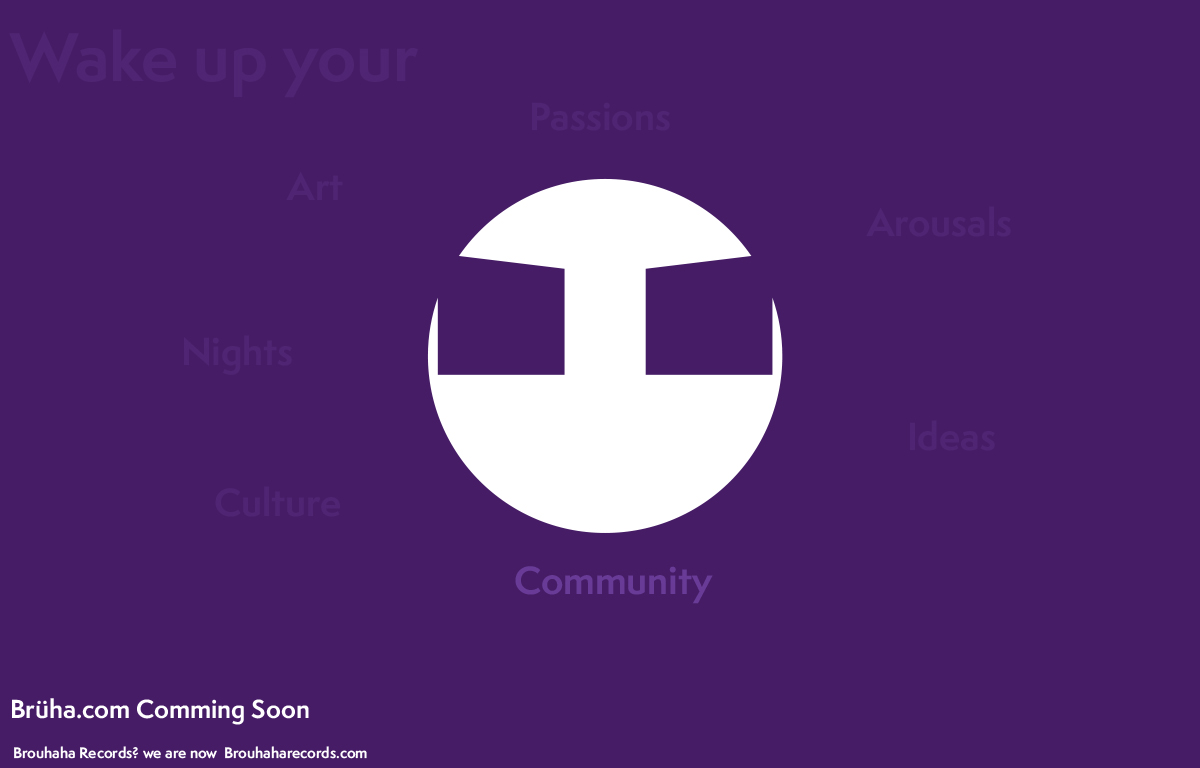 Wake up your
Passions
Art
Arousals
Nights
Ideas
Culture
Community
Brüha.com Comming Soon
Brouhaha Records? we are now Brouhaharecords.com